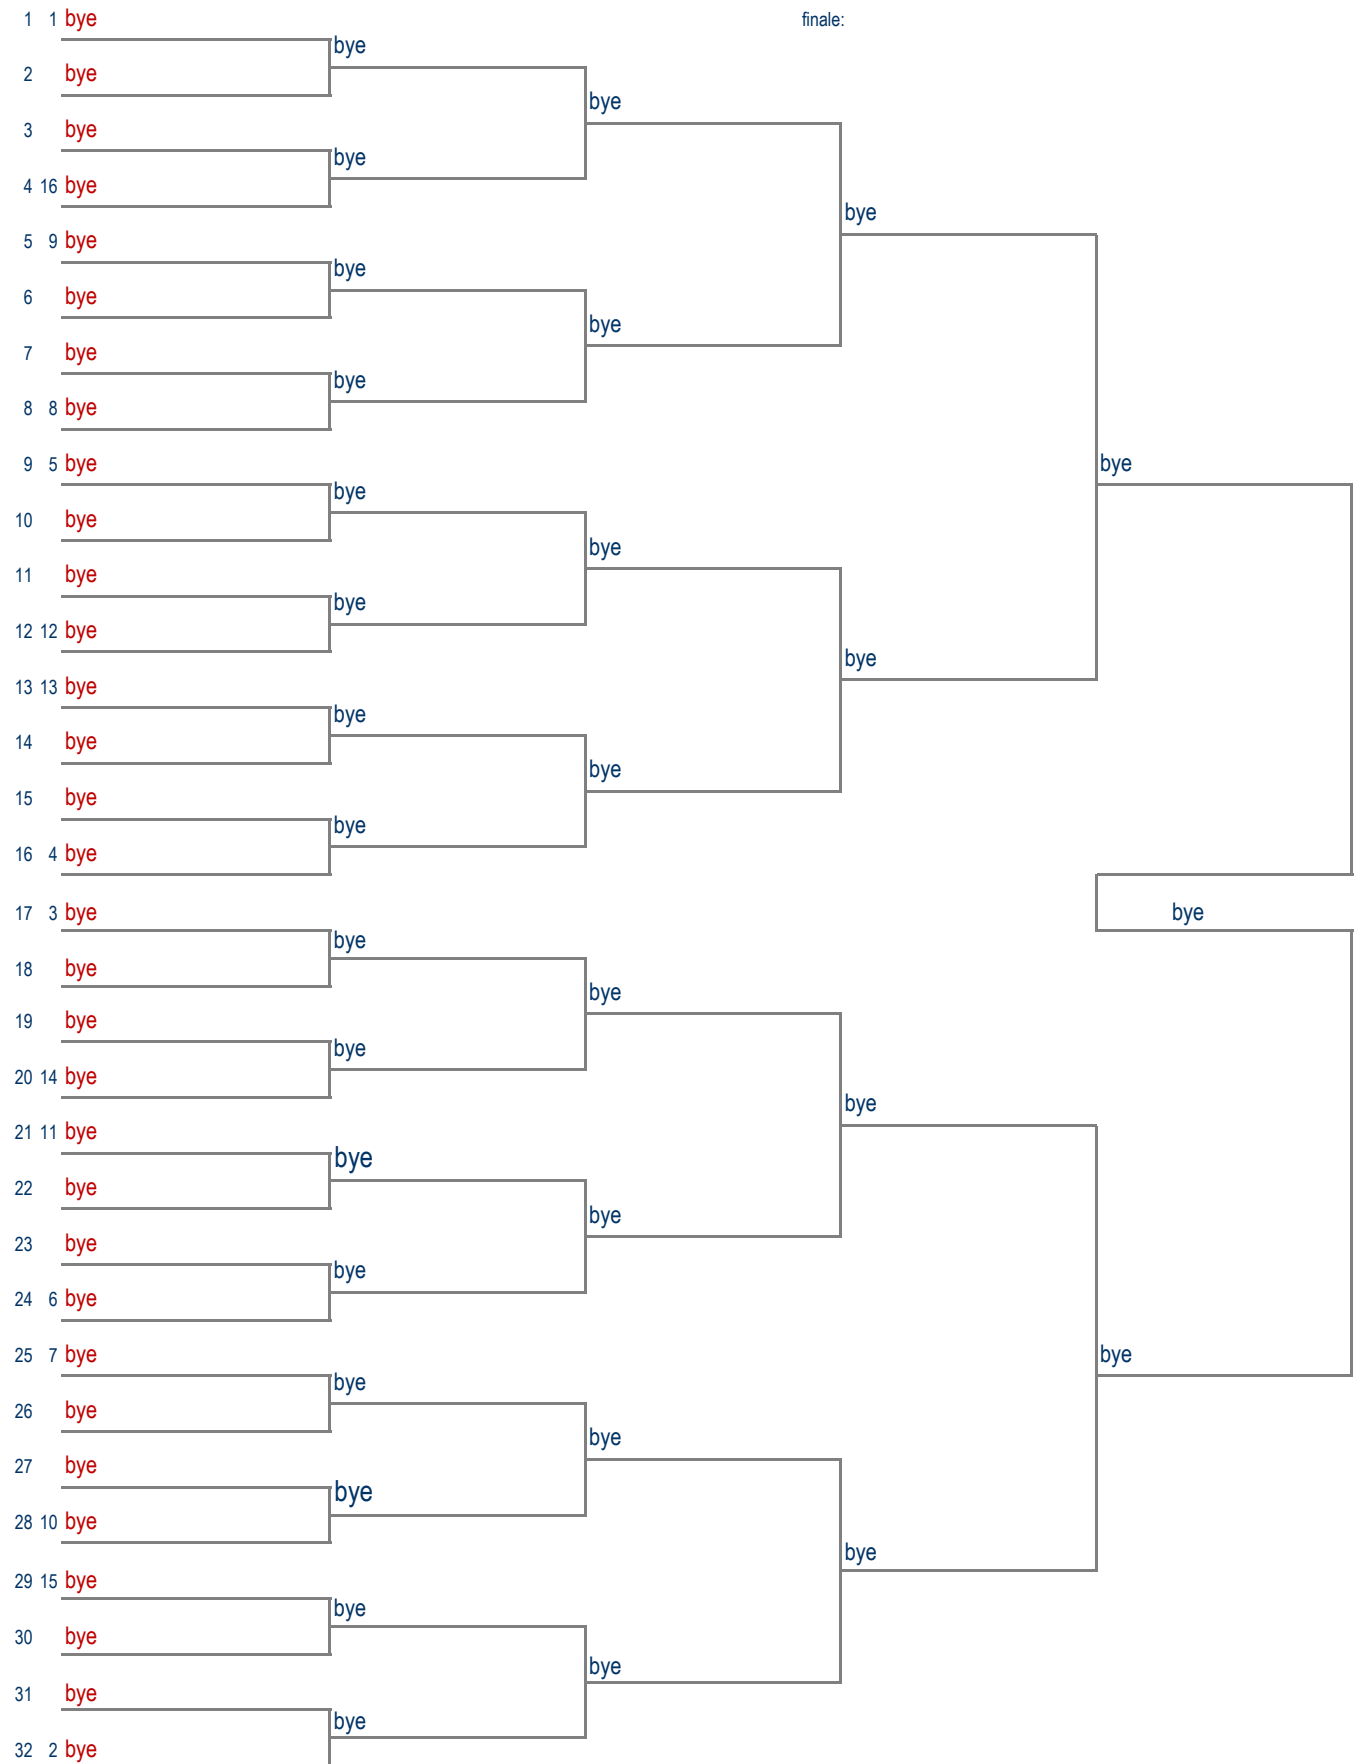 1 1 bye finale:
bye
2 bye
bye
3 bye
bye
4 16 bye
bye
5 9 bye
bye
6 bye
bye
7 bye
bye
8 8 bye
9 5 bye bye
bye
10 bye
bye
11 bye
bye
12 12 bye
bye
13 13 bye
bye
14 bye
bye
15 bye
bye
16 4 bye
17 3 bye bye
bye
18 bye
bye
19 bye
bye
20 14 bye
bye
21 11 bye
bye
22 bye
bye
23 bye
bye
24 6 bye
25 7 bye bye
bye
26 bye
bye
27 bye
bye
28 10 bye
bye
29 15 bye
bye
30 bye
bye
31 bye
bye
32 2 bye